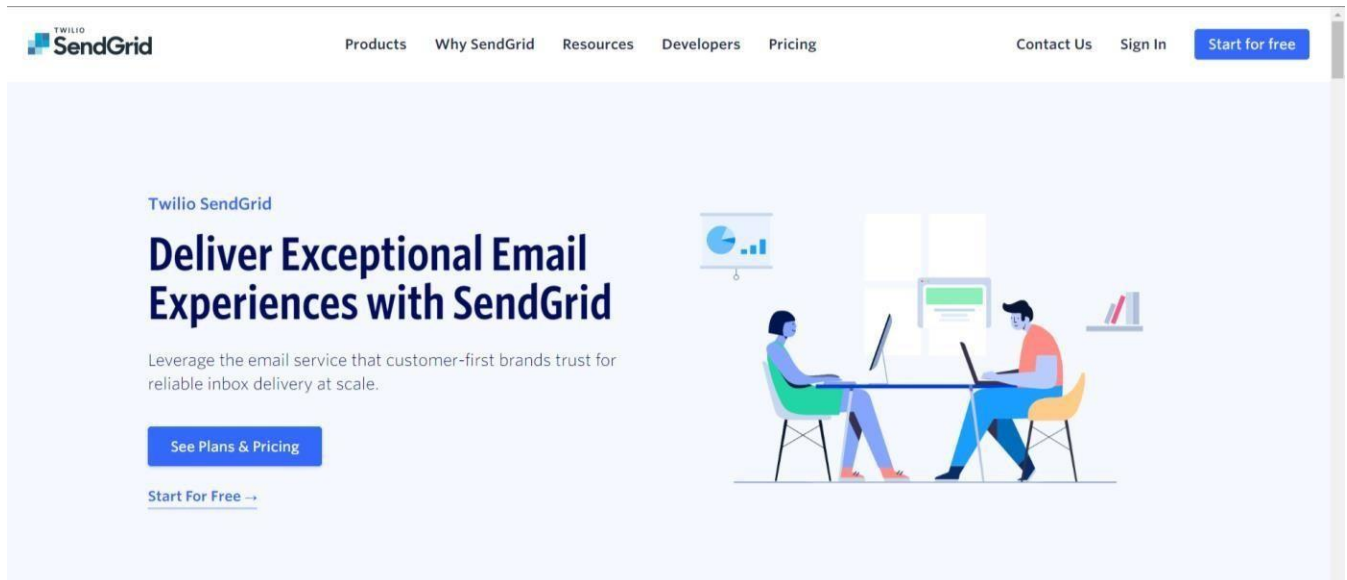 TWILIO
SendGrid
Products Why SendGrid Resources Developers Pricing Contact Us Sign In Start for free
Twilio SendGrid
Deliver Exceptional Email
Experiences with SendGrid
Leverage the email service that customer-first brands trust for
reliable inbox delivery at scale.
See Plans & Pricing
Start For Free →